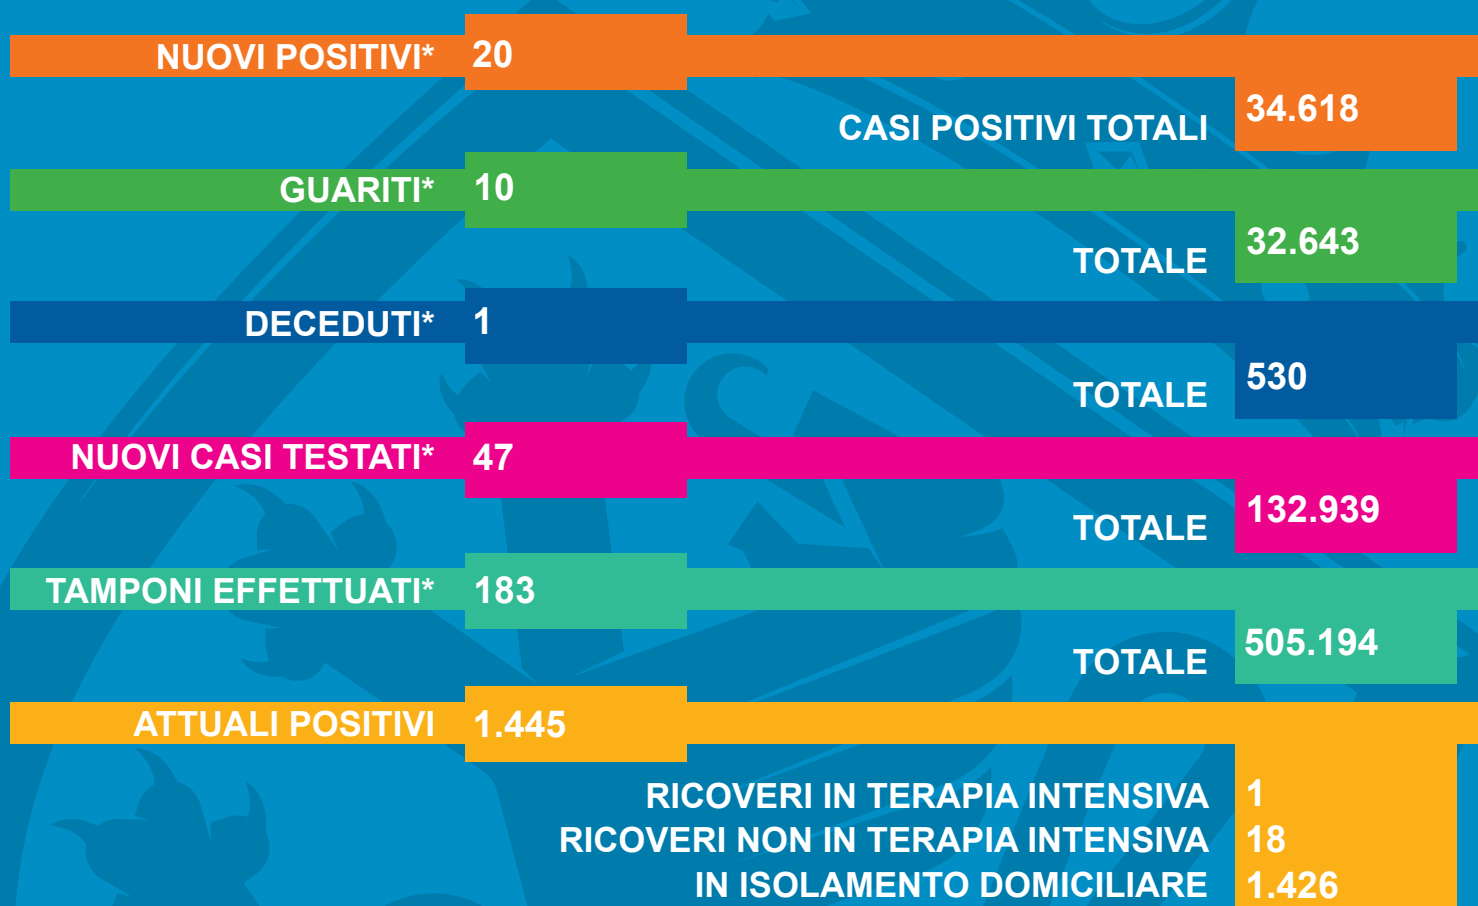 NUOVI POSITIVI* 20
CASI POSITIVI TOTALI 34.618
GUARITI* 10
TOTALE 32.643
DECEDUTI* 1
TOTALE 530
NUOVI CASI TESTATI* 47
TOTALE 132.939
TAMPONI EFFETTUATI* 183
TOTALE 505.194
ATTUALI POSITIVI 1.445
RICOVERI IN TERAPIA INTENSIVA 1
RICOVERI NON IN TERAPIA INTENSIVA 18
IN ISOLAMENTO DOMICILIARE 1.426